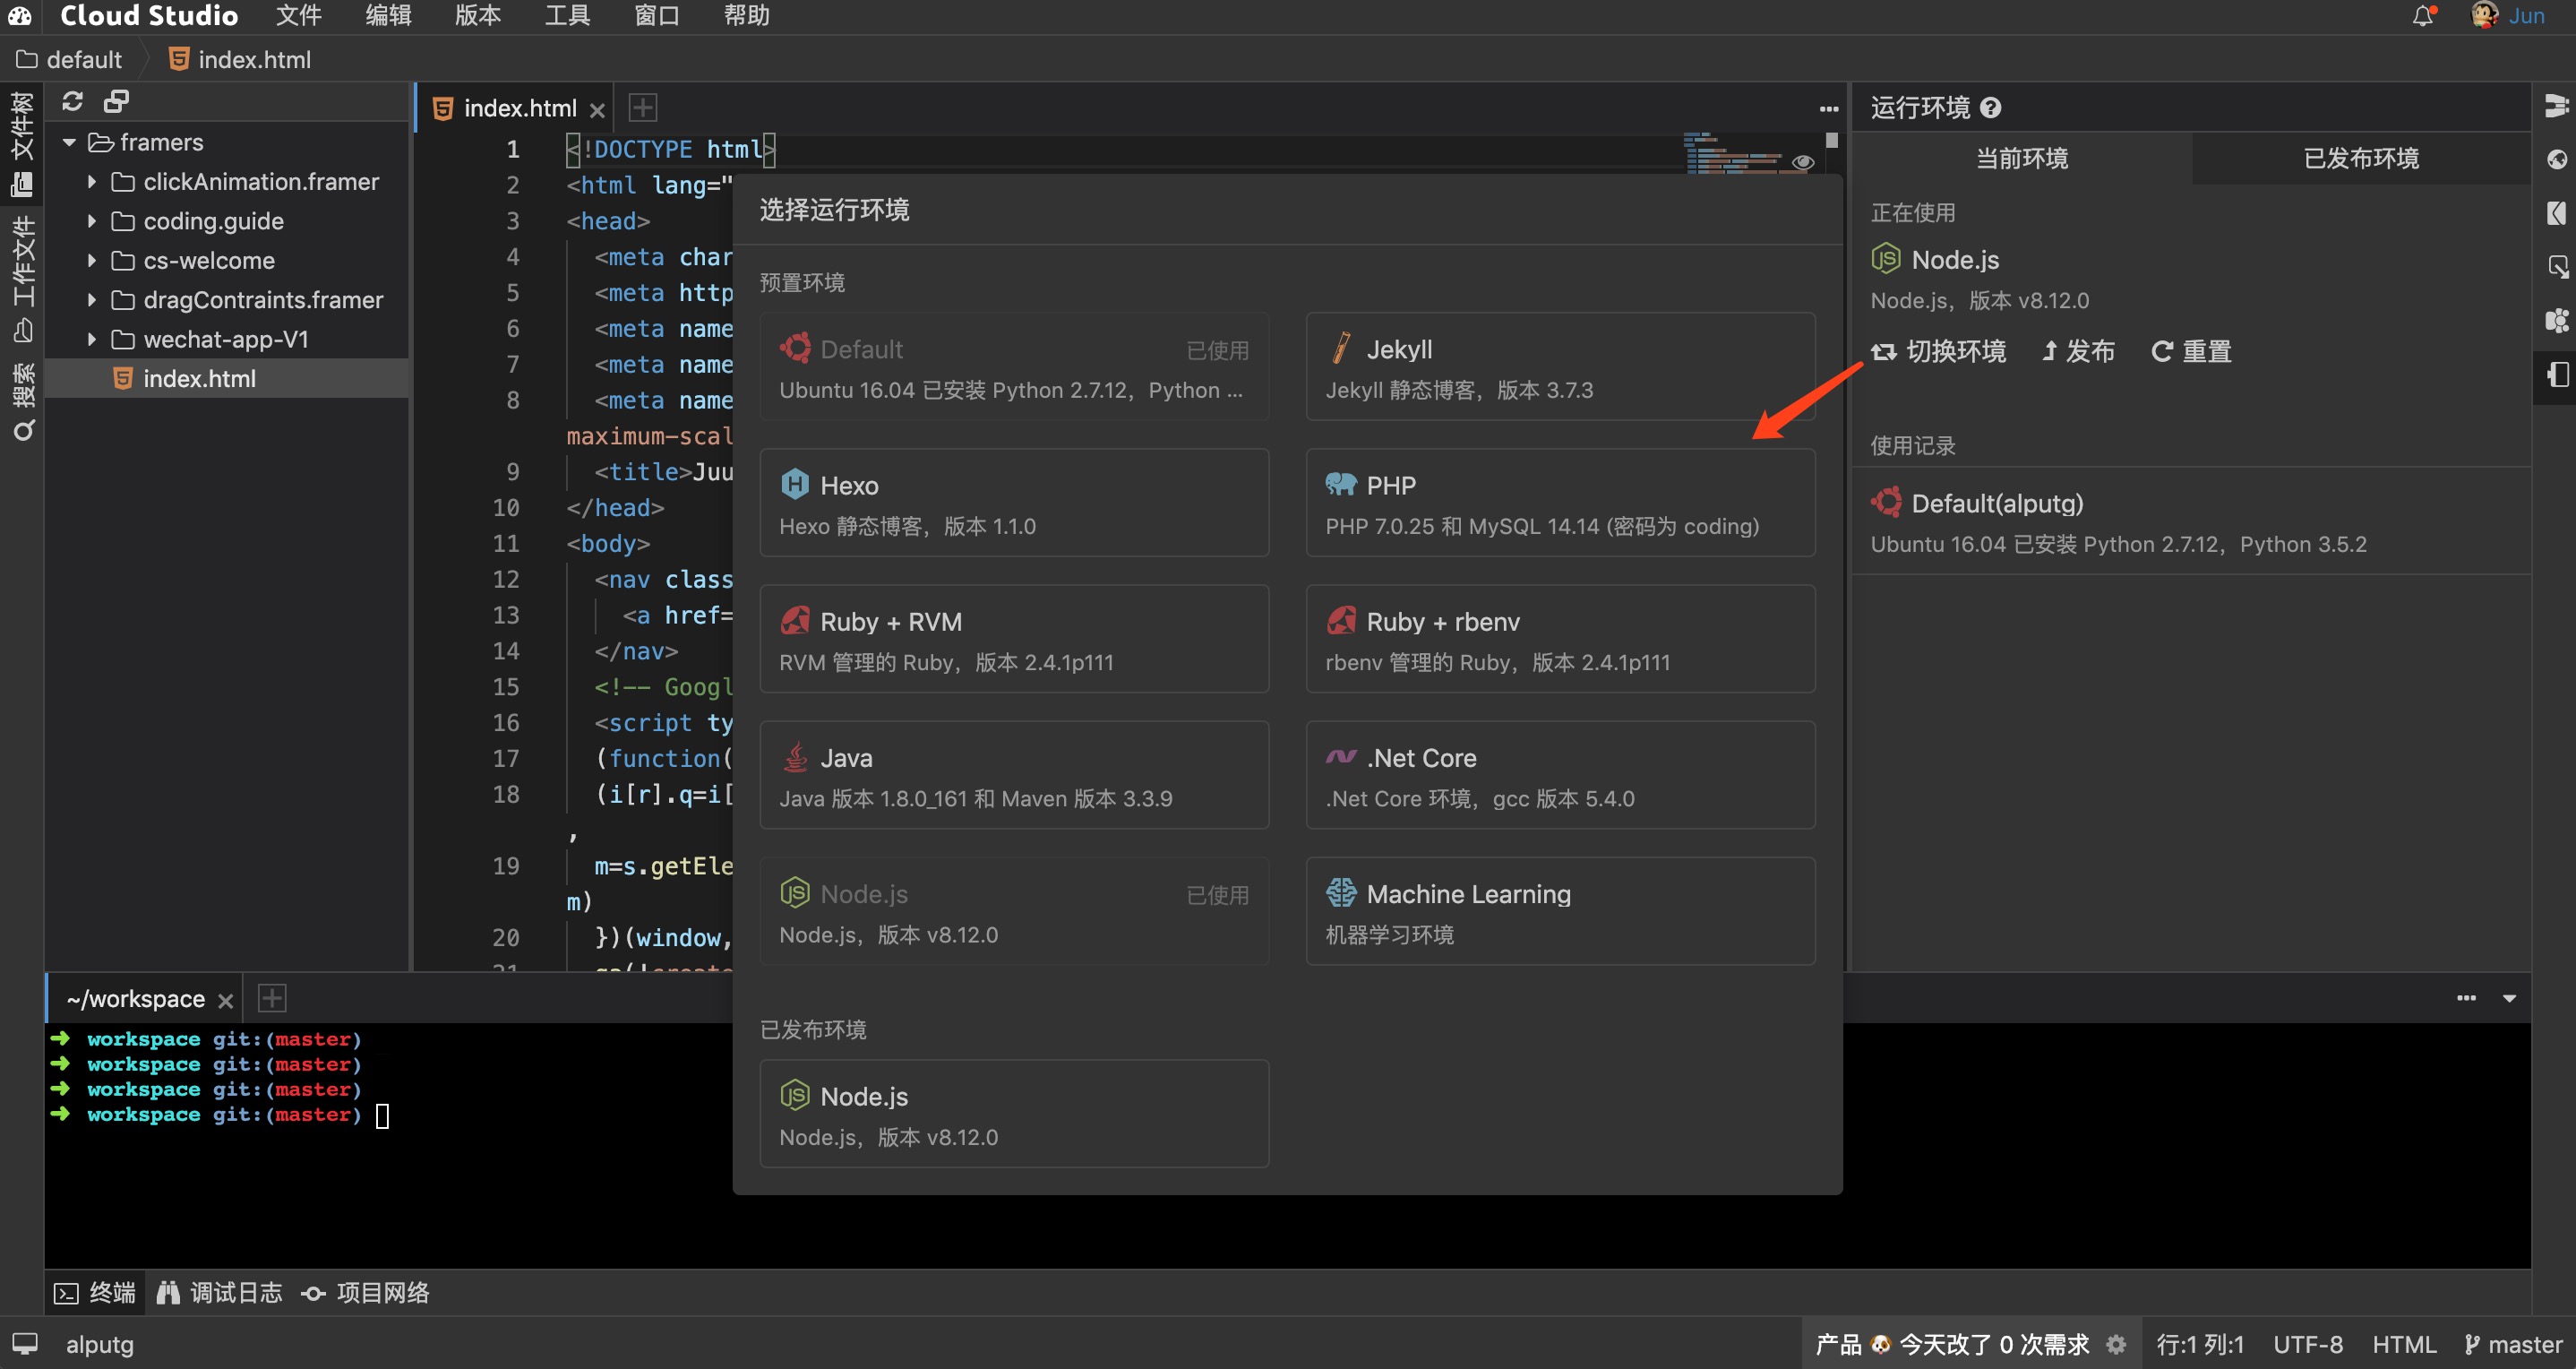 Cloud Studio 文件 编辑 版本 工具 窗口 帮助 Jun
default index.html
文件树
工作文件
搜索
framers
clickAnimation.framer
coding.guide
cs-welcome
dragContraints.framer
wechat-app-V1
index.html
index.html
1 <!DOCTYPE html>
2 <html lang="
3 <head>
4 <meta char
5 <meta http
6 <meta name
7 <meta name
8 <meta name
maximum-scal
9 <title>Juu
10 </head>
11 <body>
12 <nav class
13 <a href=
14 </nav>
15 <!-- Googl
16 <script ty
17 (function(
18 (i[r].q=i[
,
19 m=s.getEle
m)
20 })(window,
21 ga('create
选择运行环境
预置环境
Default 已使用
Ubuntu 16.04 已安装 Python 2.7.12，Python ...
Jekyll
Jekyll 静态博客，版本 3.7.3
Hexo
Hexo 静态博客，版本 1.1.0
PHP
PHP 7.0.25 和 MySQL 14.14 (密码为 coding)
Ruby + RVM
RVM 管理的 Ruby，版本 2.4.1p111
Ruby + rbenv
rbenv 管理的 Ruby，版本 2.4.1p111
Java
Java 版本 1.8.0_161 和 Maven 版本 3.3.9
.Net Core
.Net Core 环境，gcc 版本 5.4.0
Node.js 已使用
Node.js，版本 v8.12.0
Machine Learning
机器学习环境
已发布环境
Node.js
Node.js，版本 v8.12.0
运行环境
当前环境 已发布环境
正在使用
Node.js
Node.js，版本 v8.12.0
切换环境 发布 重置
使用记录
Default(alputg)
Ubuntu 16.04 已安装 Python 2.7.12，Python 3.5.2
~/workspace
workspace git:(master)
workspace git:(master)
workspace git:(master)
workspace git:(master)
终端 调试日志 项目网络
alputg 产品 🐶 今天改了 0 次需求 行:1 列:1 UTF-8 HTML master